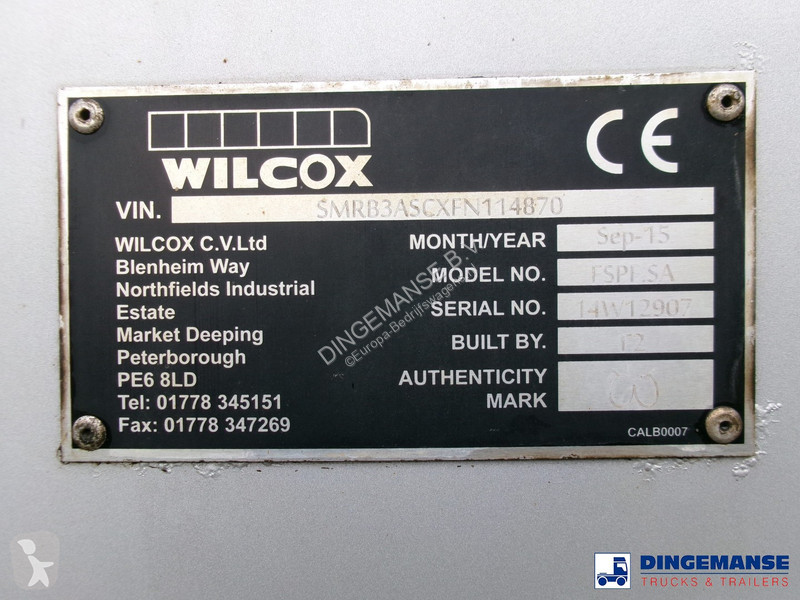 WILCOX
CE
VIN. SMRB3ASCXFN114870
WILCOX C.V.Ltd
Blenheim Way
Northfields Industrial
Estate
Market Deeping
Peterborough
PE6 8LD
Tel: 01778 345151
Fax: 01778 347269
MONTH/YEAR Sep-15
MODEL NO.
SERIAL NO. 14W12907
BUILT BY.
AUTHENTICITY
MARK
CALB0007
DINGEMANSE B.V.
©Europa-Bedrijfswagens
DINGEMANSE
TRUCKS & TRAILERS